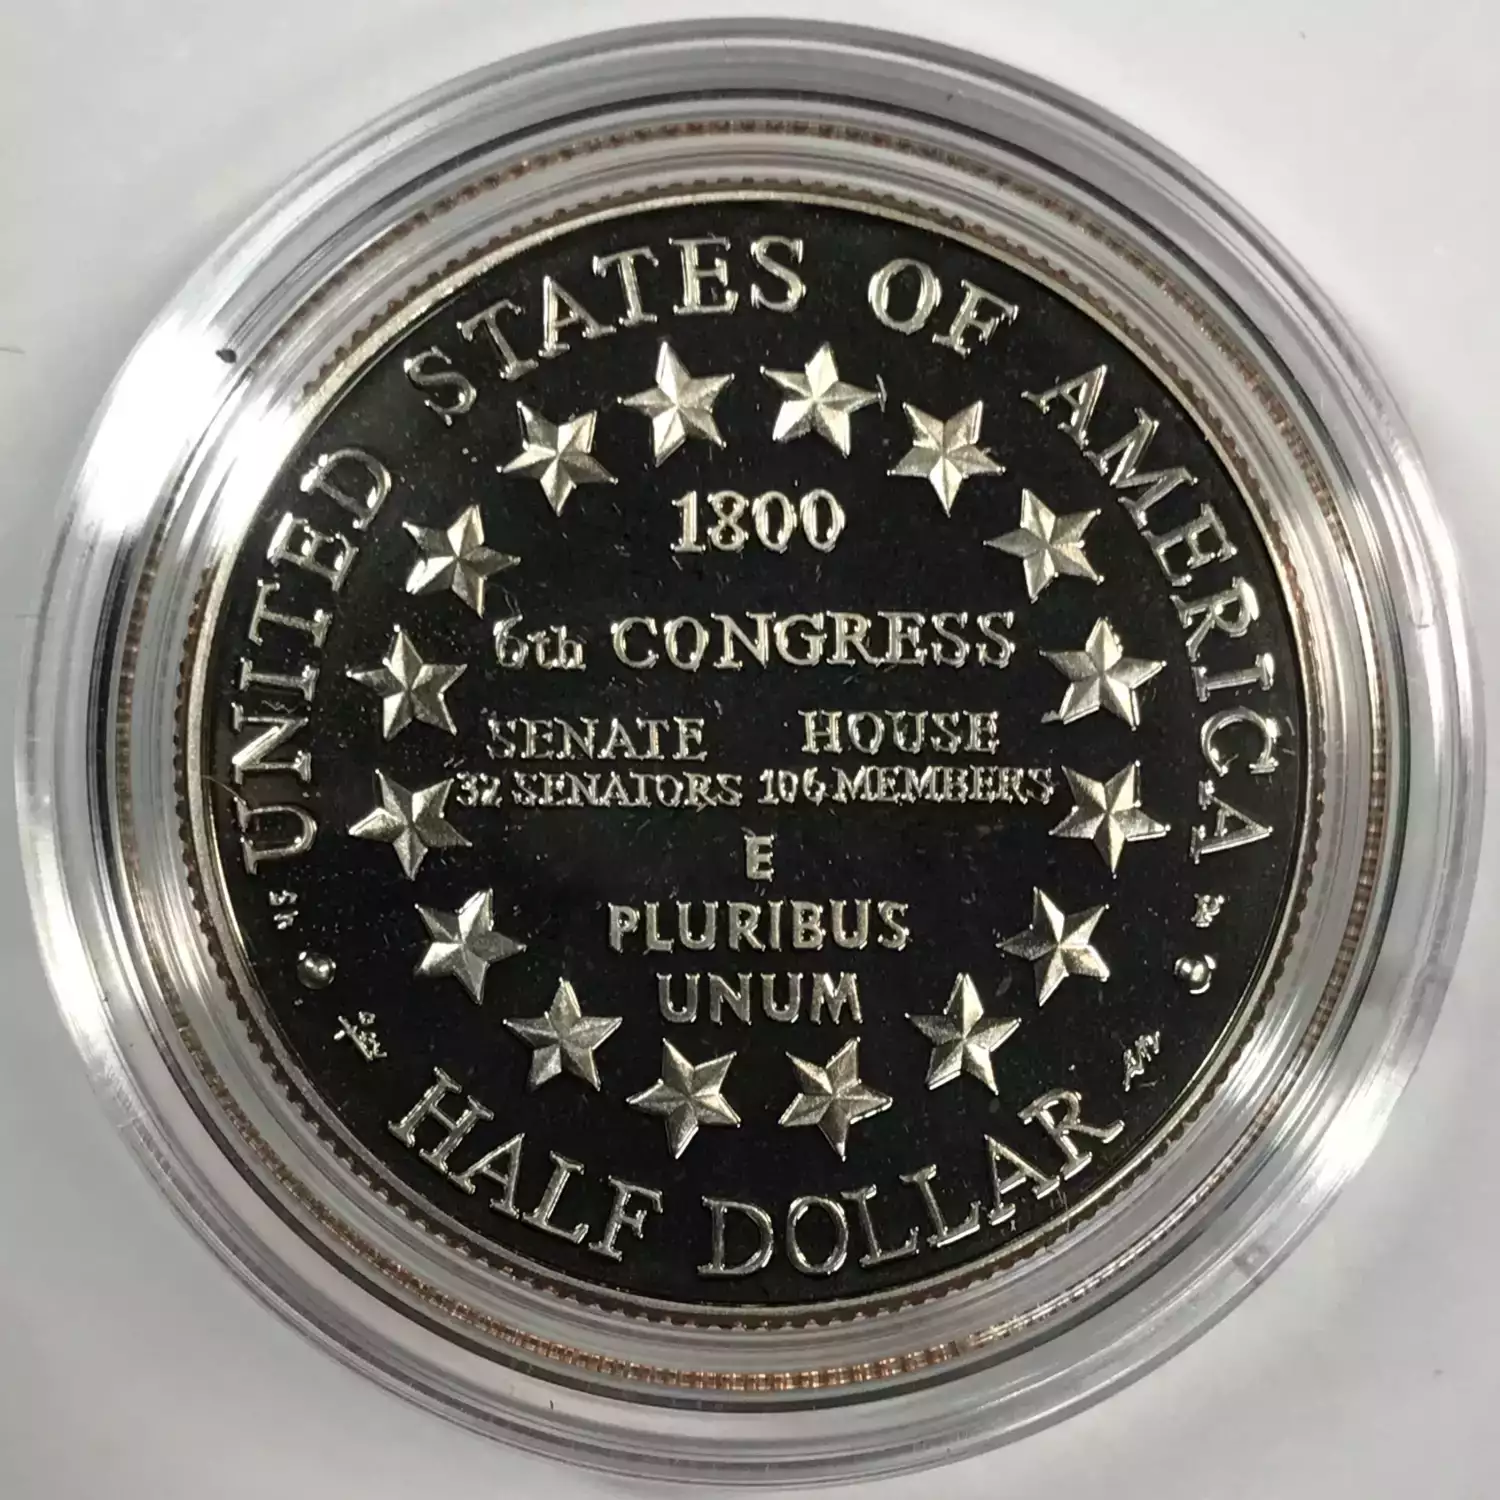 UNITED STATES OF AMERICA
1800
6th CONGRESS
SENATE HOUSE
32 SENATORS 106 MEMBERS
E
PLURIBUS
UNUM
HALF DOLLAR